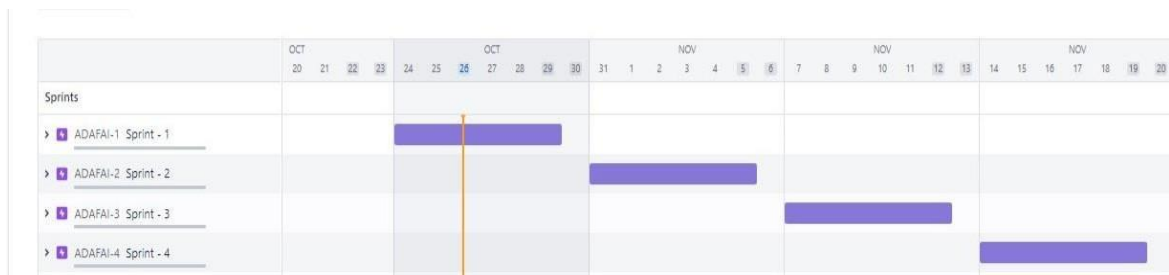 OCT OCT NOV NOV NOV
20 21 22 23 24 25 26 27 28 29 30 31 1 2 3 4 5 6 7 8 9 10 11 12 13 14 15 16 17 18 19 20
Sprints
ADAFAI-1 Sprint - 1
ADAFAI-2 Sprint - 2
ADAFAI-3 Sprint - 3
ADAFAI-4 Sprint - 4